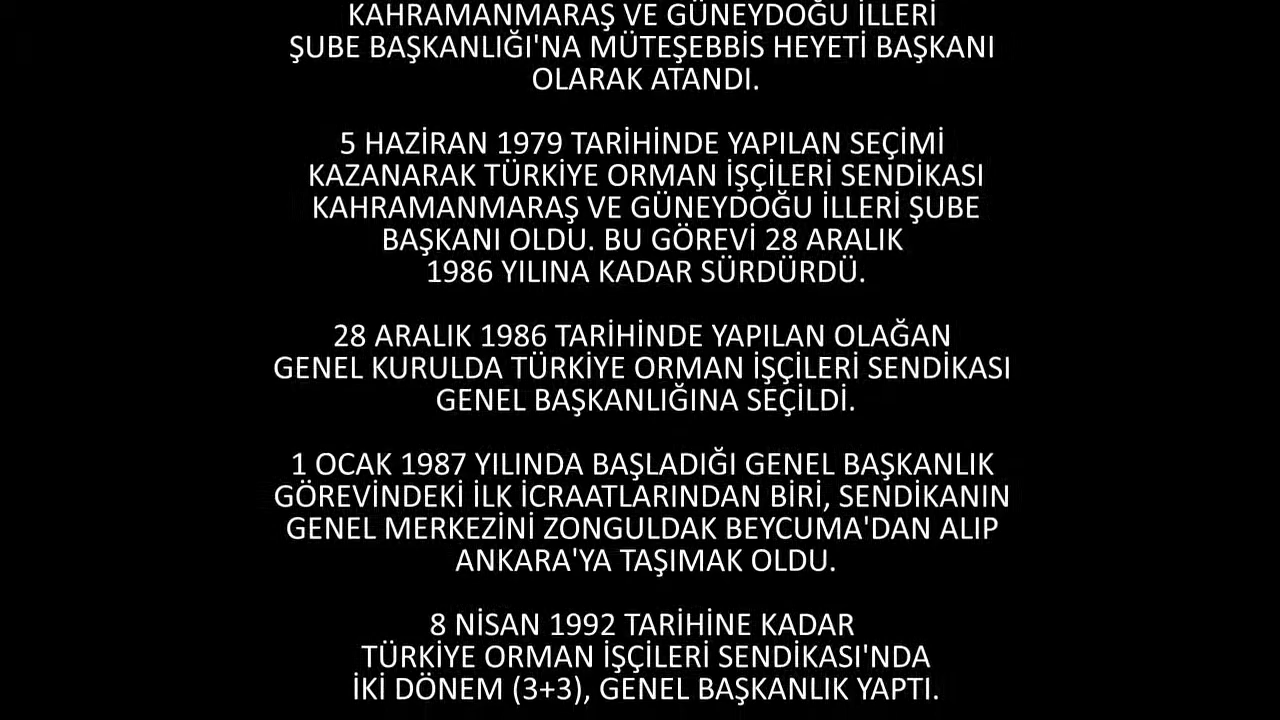 KAHRAMANMARAŞ VE GÜNEYDOĞU İLLERİ
ŞUBE BAŞKANLIĞI'NA MÜTEŞEBBİS HEYETİ BAŞKANI
OLARAK ATANDI.
5 HAZİRAN 1979 TARİHİNDE YAPILAN SEÇİMİ
KAZANARAK TÜRKİYE ORMAN İŞÇİLERİ SENDİKASI
KAHRAMANMARAŞ VE GÜNEYDOĞU İLLERİ ŞUBE
BAŞKANI OLDU. BU GÖREVİ 28 ARALIK
1986 YILINA KADAR SÜRDÜRDÜ.
28 ARALIK 1986 TARİHİNDE YAPILAN OLAĞAN
GENEL KURULDA TÜRKİYE ORMAN İŞÇİLERİ SENDİKASI
GENEL BAŞKANLIĞINA SEÇİLDİ.
1 OCAK 1987 YILINDA BAŞLADIĞI GENEL BAŞKANLIK
GÖREVİNDEKİ İLK İCRAATLARINDAN BİRİ, SENDİKANIN
GENEL MERKEZİNİ ZONGULDAK BEYCUMA'DAN ALIP
ANKARA'YA TAŞIMAK OLDU.
8 NİSAN 1992 TARİHİNE KADAR
TÜRKİYE ORMAN İŞÇİLERİ SENDİKASI'NDA
İKİ DÖNEM (3+3), GENEL BAŞKANLIK YAPTI.